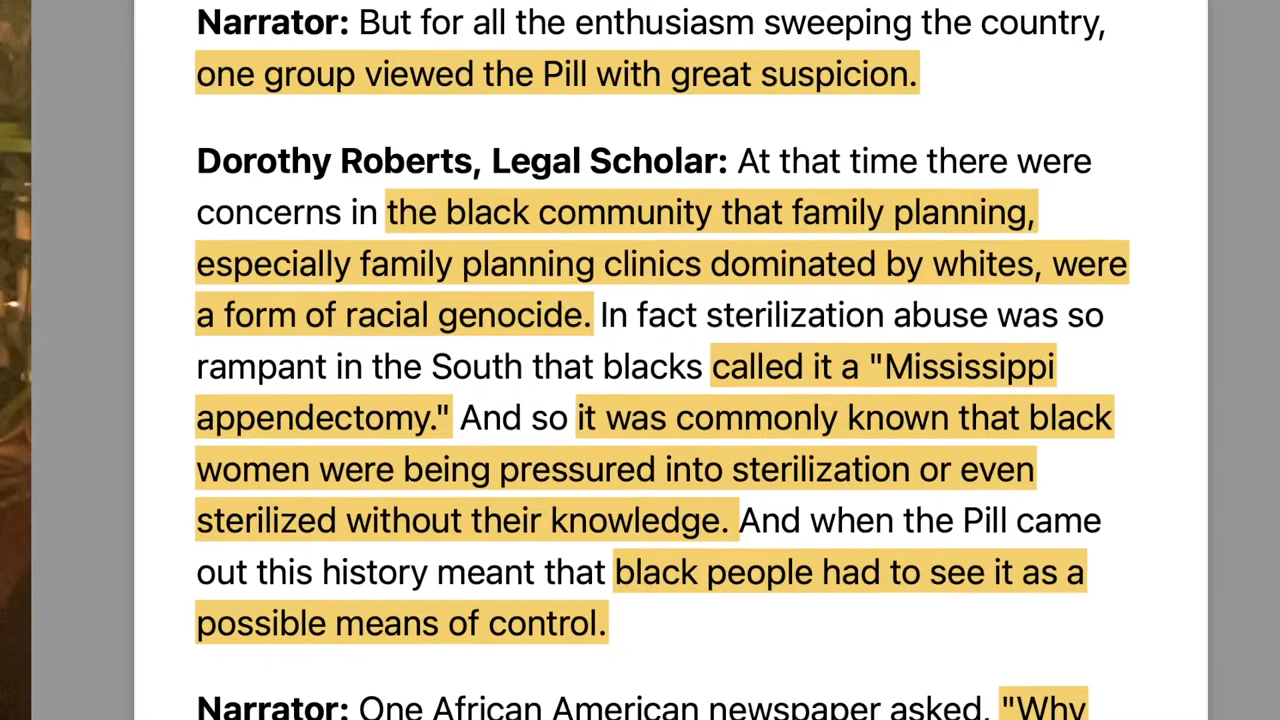 Narrator: But for all the enthusiasm sweeping the country,
one group viewed the Pill with great suspicion.
Dorothy Roberts, Legal Scholar: At that time there were
concerns in the black community that family planning,
especially family planning clinics dominated by whites, were
a form of racial genocide. In fact sterilization abuse was so
rampant in the South that blacks called it a "Mississippi
appendectomy." And so it was commonly known that black
women were being pressured into sterilization or even
sterilized without their knowledge. And when the Pill came
out this history meant that black people had to see it as a
possible means of control.
Narrator: One African American newspaper asked, "Why